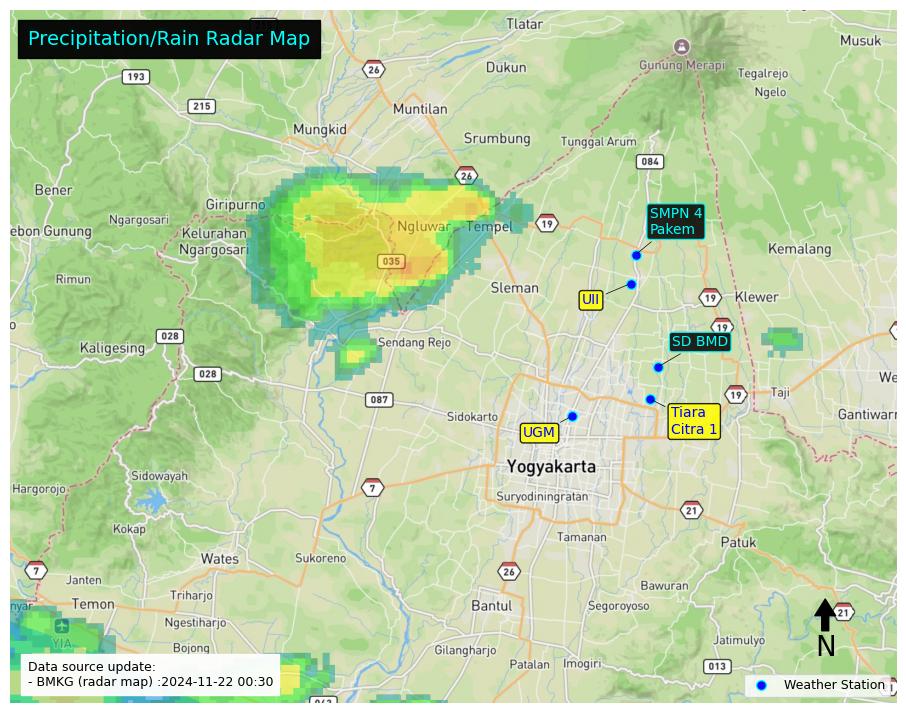 Precipitation/Rain Radar Map
Tlatar
Musuk
26
Dukun
Gunung Merapi
193
Tegalrejo
Ngelo
215
Muntilan
Mungkid
Srumbung
Tunggal Arum
084
26
Bener
Giripurno
SMPN 4
Pakem
Ngargosari
ebon Gunung
Kelurahan
Ngargosari
Ngluwar
Tempel
19
Kemalang
035
Rimun
Sleman
UII
19
Klewer
19
028
Kaligesing
Sendang Rejo
SD BMD
028
We
087
19
Taji
Sidokarto
Tiara
Citra 1
Gantiwarn
UGM
Yogyakarta
Sidowayah
Hargorojo
7
Suryodiningratan
21
Kokap
Tamanan
Patuk
Wates
Sukoreno
7
26
Janten
Bawuran
nyar
Temon
Triharjo
Bantul
Segoroyoso
21
Ngestiharjo
YIA
Bojong
Jatimulyo
N
Gilangharjo
Patalan
Imogiri
013
Data source update:
- BMKG (radar map) :2024-11-22 00:30
Weather Station